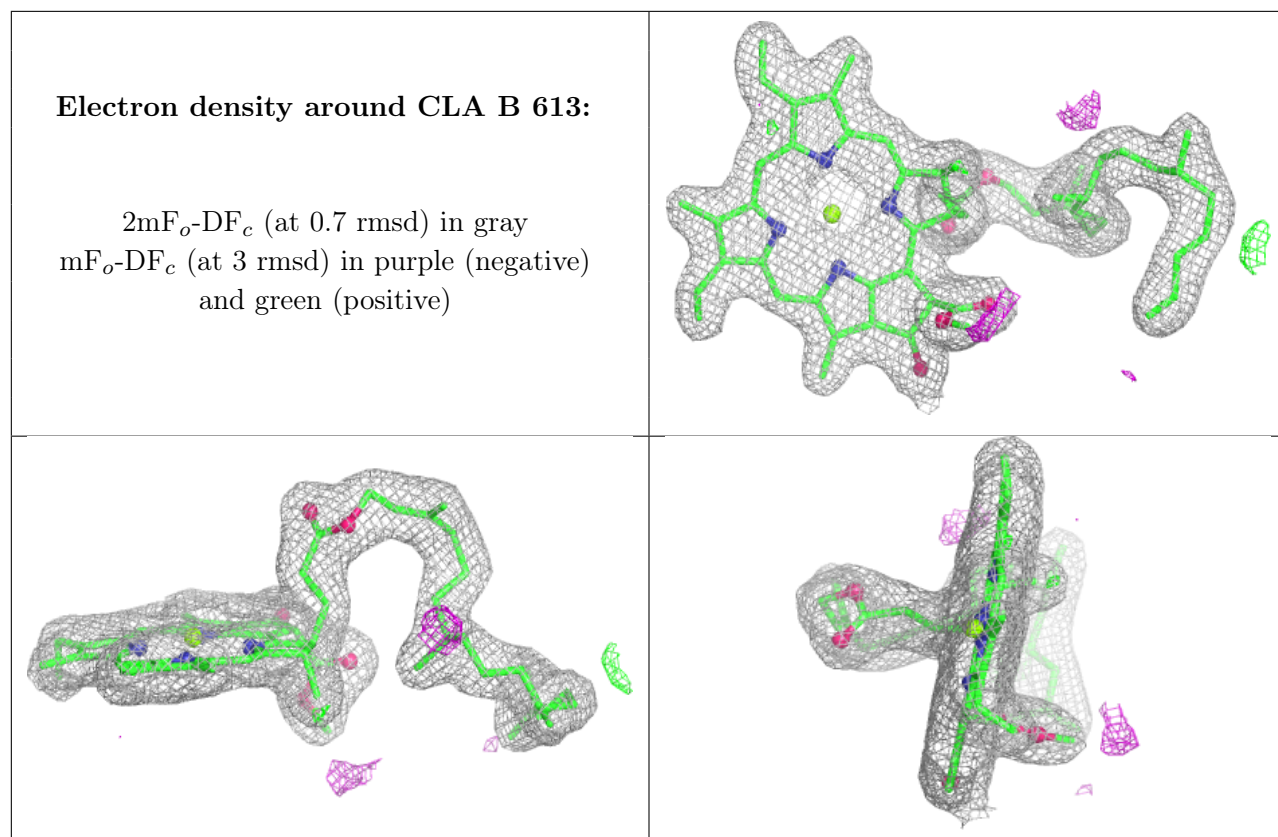 Electron density around CLA B 613:
2mFo-DFc (at 0.7 rmsd) in gray
mFo-DFc (at 3 rmsd) in purple (negative)
and green (positive)